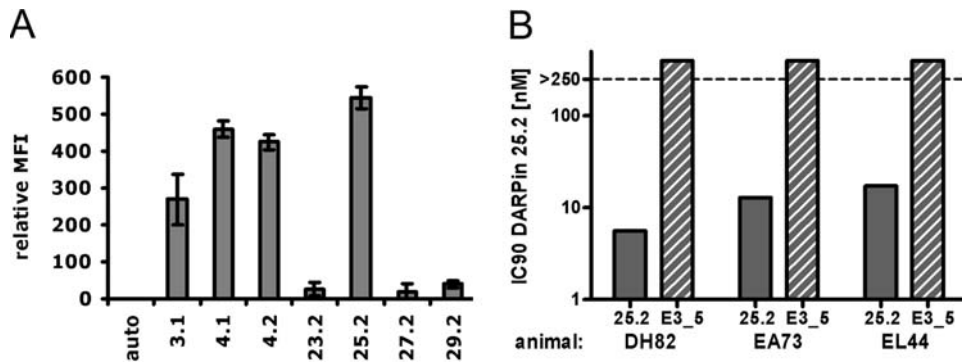 A
relative MFI
600
500
400
300
200
100
0
auto
3.1
4.1
4.2
23.2
25.2
27.2
29.2
B
IC90 DARPin 25.2 [nM]
>250
100
10
1
25.2 E3_5 25.2 E3_5 25.2 E3_5
animal: DH82 EA73 EL44